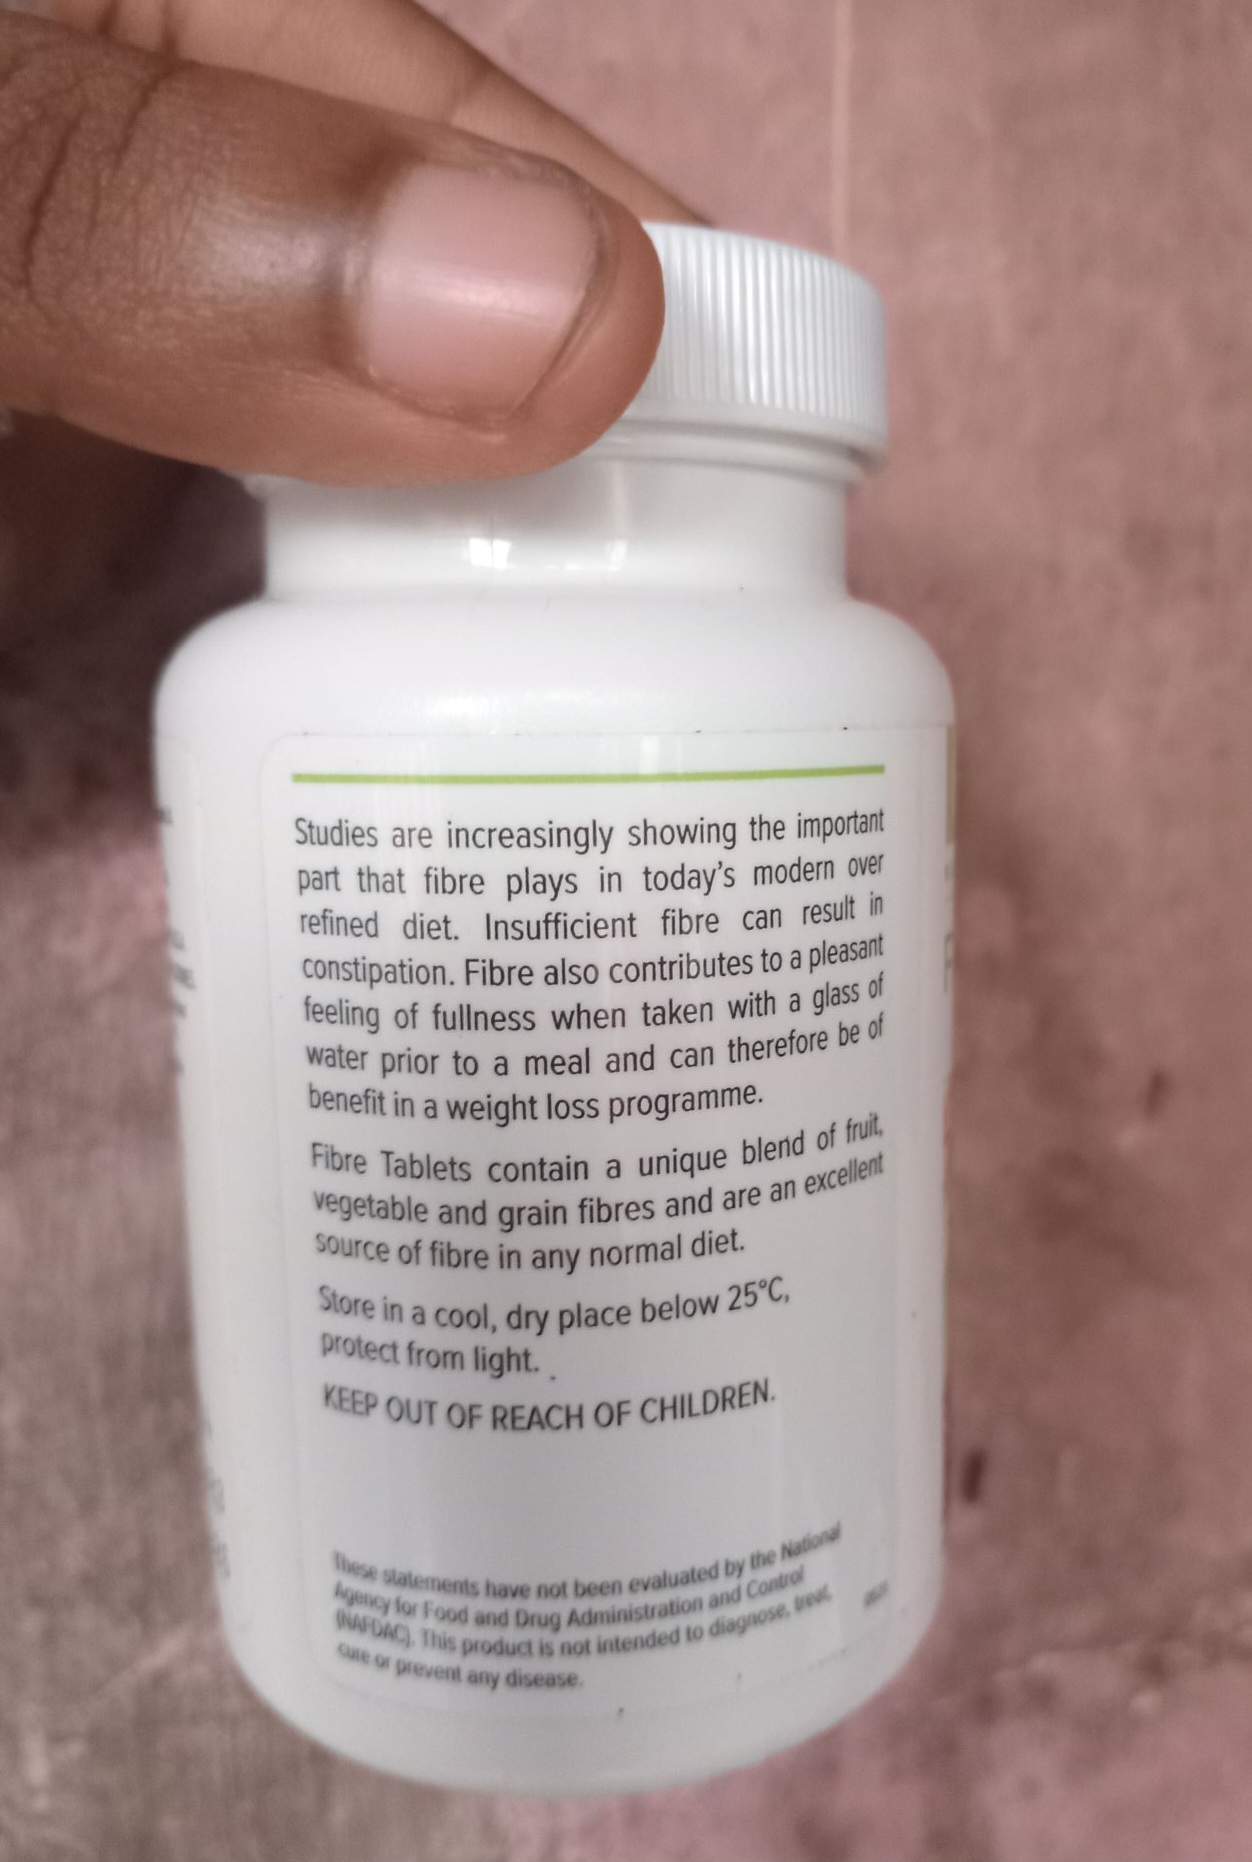 Studies are increasingly showing the important
part that fibre plays in today's modern over
refined diet. Insufficient fibre can result in
constipation. Fibre also contributes to a pleasant
feeling of fullness when taken with a glass of
water prior to a meal and can therefore be of
benefit in a weight loss programme.
Fibre Tablets contain a unique blend of fruit,
vegetable and grain fibres and are an excellent
source of fibre in any normal diet.
Store in a cool, dry place below 25°C,
protect from light.
KEEP OUT OF REACH OF CHILDREN.
These statements have not been evaluated by the National
Agency for Food and Drug Administration and Control
(NAFDAC). This product is not intended to diagnose, treat,
cure or prevent any disease.